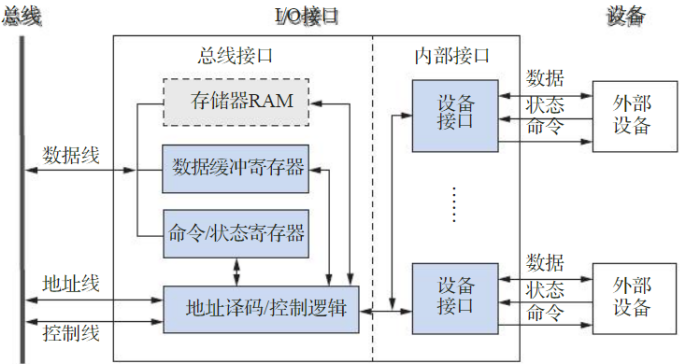 总线
I/O接口
设备
总线接口
内部接口
存储器RAM
设备
接口
数据
状态
命令
外部
设备
数据线
数据缓冲寄存器
......
命令/状态寄存器
地址线
控制线
地址译码/控制逻辑
设备
接口
数据
状态
命令
外部
设备